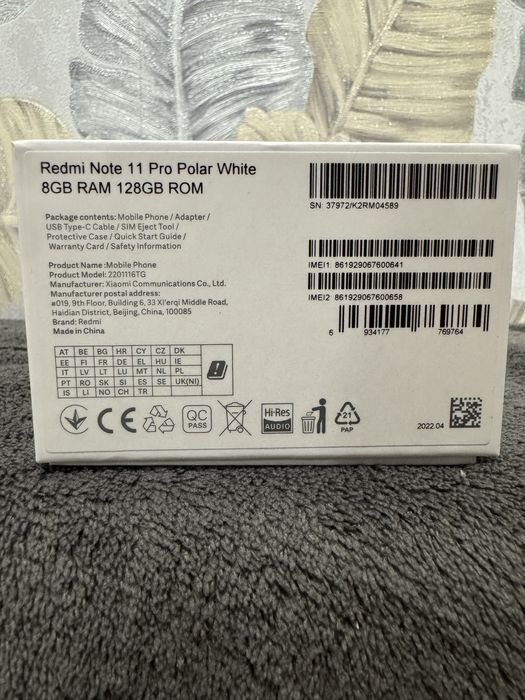 Redmi Note 11 Pro Polar White
8GB RAM 128GB ROM
SN: 37972/K2RM04589
Package contents: Mobile Phone / Adapter /
USB Type-C Cable / SIM Eject Tool /
Protective Case / Quick Start Guide /
Warranty Card / Safety Information
IMEI1: 861929067600641
IMEI2: 861929067600658
6 934177 769764
Product Name :Mobile Phone
Product Model: 2201116TG
Manufacturer: Xiaomi Communications Co., Ltd.
Manufacturer postal address:
#019, 9th Floor, Building 6, 33 Xi'erqi Middle Road,
Haidian District, Beijing, China, 100085
Brand: Redmi
Made in China
AT BE BG HR CY CZ DK
EE FI FR DE EL HU IE
IT LV LT LU MT NL PL
PT RO SK SI ES SE UK(NI)
IS LI NO CH TR
CE
QC
PASS
Hi-Res
AUDIO
21
PAP
2022.04